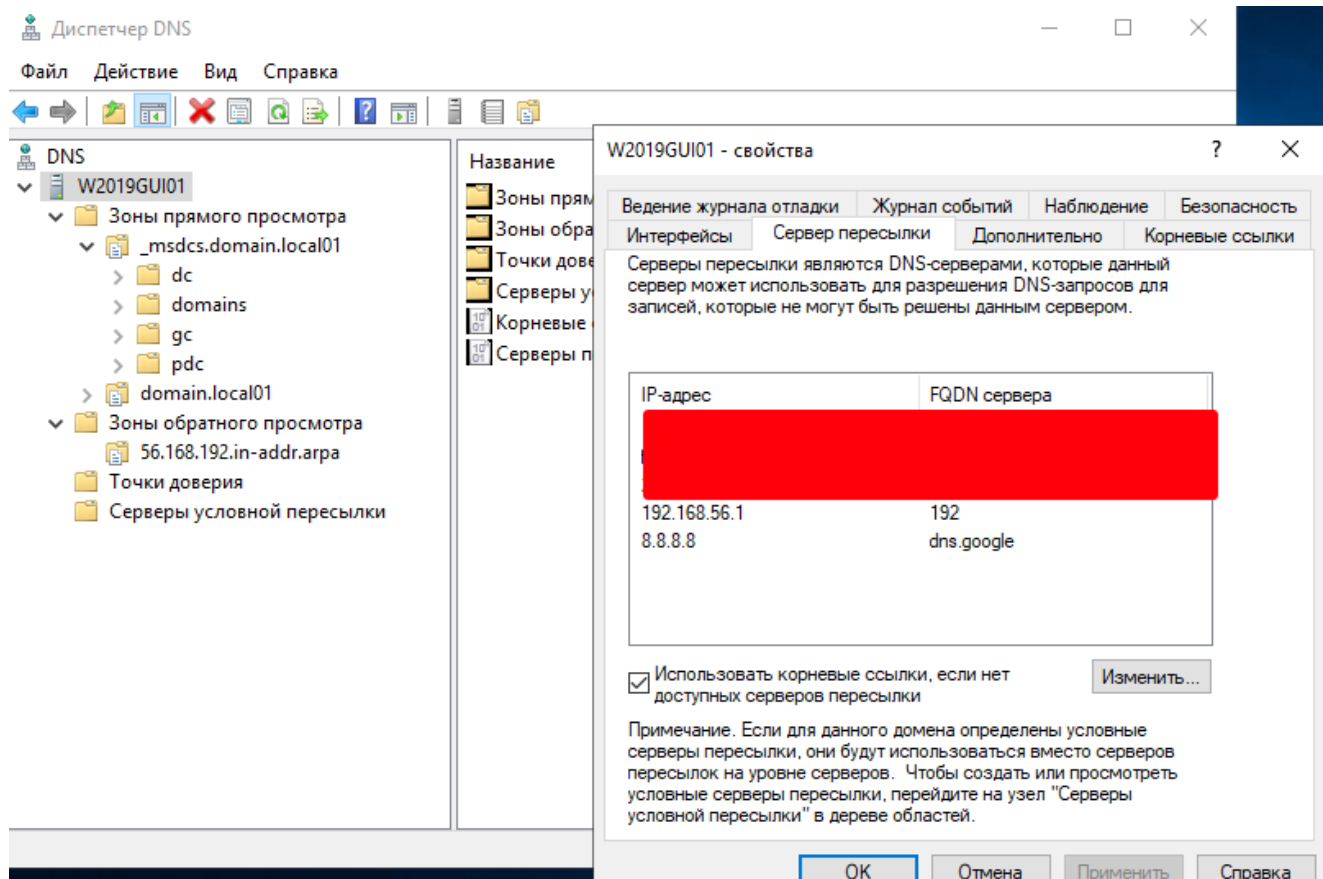 Диспетчер DNS
Файл Действие Вид Справка
DNS
W2019GUI01
Зоны прямого просмотра
_msdcs.domain.local01
dc
domains
gc
pdc
domain.local01
Зоны обратного просмотра
56.168.192.in-addr.arpa
Точки доверия
Серверы условной пересылки
Название
Зоны прям
Зоны обра
Точки дове
Серверы у
Корневые
Серверы п
W2019GUI01 - свойства
Ведение журнала отладки Журнал событий Наблюдение Безопасность
Интерфейсы Сервер пересылки Дополнительно Корневые ссылки
Серверы пересылки являются DNS-серверами, которые данный
сервер может использовать для разрешения DNS-запросов для
записей, которые не могут быть решены данным сервером.
IP-адрес FQDN сервера
192.168.56.1 192
8.8.8.8 dns.google
Использовать корневые ссылки, если нет
доступных серверов пересылки
Изменить...
Примечание. Если для данного домена определены условные
серверы пересылки, они будут использоваться вместо серверов
пересылок на уровне серверов. Чтобы создать или просмотреть
условные серверы пересылки, перейдите на узел "Серверы
условной пересылки" в дереве областей.
OK Отмена Применить Справка